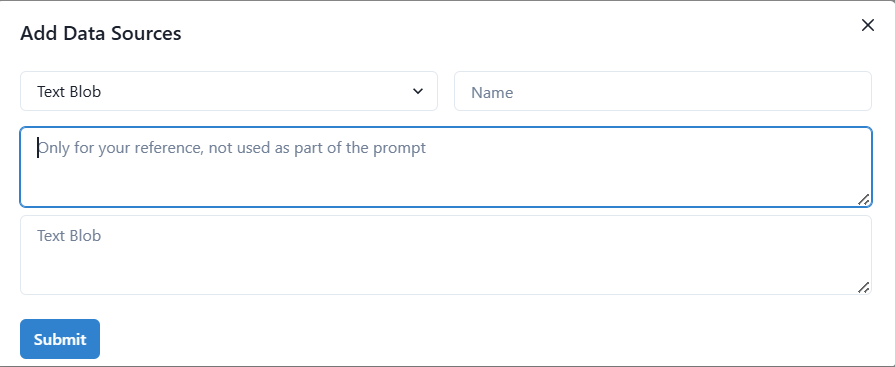 Add Data Sources
Text Blob
Name
Only for your reference, not used as part of the prompt
Text Blob
Submit